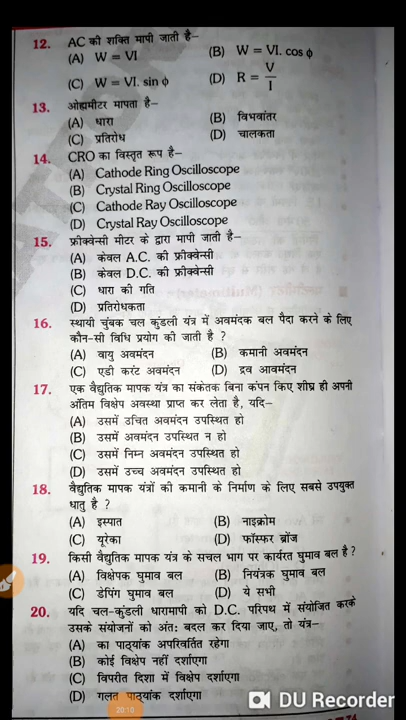 12. AC की शक्ति मापी जाती है–
(A) W = VI (B) W = VI. cos ϕ
(C) W = VI. sin ϕ (D) R = V/I
13. ओह्ममीटर मापता है–
(A) धारा (B) विभवांतर
(C) प्रतिरोध (D) चालकता
14. CRO का विस्तृत रूप है–
(A) Cathode Ring Oscilloscope
(B) Crystal Ring Oscilloscope
(C) Cathode Ray Oscilloscope
(D) Crystal Ray Oscilloscope
15. फ्रीक्वेन्सी मीटर के द्वारा मापी जाती है–
(A) केवल A.C. की फ्रीक्वेन्सी
(B) केवल D.C. की फ्रीक्वेन्सी
(C) धारा की गति
(D) प्रतिरोधकता
16. स्थायी चुंबक चल कुंडली यंत्र में अवमंदक बल पैदा करने के लिए
कौन-सी विधि प्रयोग की जाती है ?
(A) वायु अवमंदन (B) कमानी अवमंदन
(C) एडी करंट अवमंदन (D) द्रव आवमंदन
17. एक वैद्युतिक मापक यंत्र का संकेतक बिना कंपन किए शीघ्र ही अपनी
अंतिम विक्षेप अवस्था प्राप्त कर लेता है, यदि–
(A) उसमें उचित अवमंदन उपस्थित हो
(B) उसमें अवमंदन उपस्थित न हो
(C) उसमें निम्न अवमंदन उपस्थित हो
(D) उसमें उच्च अवमंदन उपस्थित हो
18. वैद्युतिक मापक यंत्रों की कमानी के निर्माण के लिए सबसे उपयुक्त
धातु है ?
(A) इस्पात (B) नाइक्रोम
(C) यूरेका (D) फॉस्फर ब्रोंज
19. किसी वैद्युतिक मापक यंत्र के सचल भाग पर कार्यरत घुमाव बल है ?
(A) विक्षेपक घुमाव बल (B) नियंत्रक घुमाव बल
(C) डेपिंग घुमाव बल (D) ये सभी
20. यदि चल-कुंडली धारामापी को D.C. परिपथ में संयोजित करके
उसके संयोजनों को अंत: बदल कर दिया जाए, तो यंत्र–
(A) का पाठ्यांक अपरिवर्तित रहेगा
(B) कोई विक्षेप नहीं दर्शाएगा
(C) विपरीत दिशा में विक्षेप दर्शाएगा
(D) गलत पाठ्यांक दर्शाएगा
20:10
DU Recorder